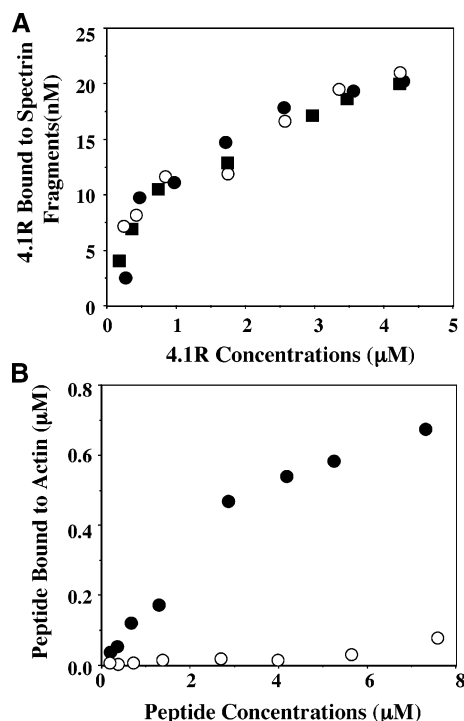 A
4.1R Bound to Spectrin
Fragments(nM)
25
20
15
10
5
0
0 1 2 3 4 5
4.1R Concentrations (μM)
B
Peptide Bound to Actin (μM)
0.8
0.6
0.4
0.2
0.0
0 2 4 6 8
Peptide Concentrations (μM)